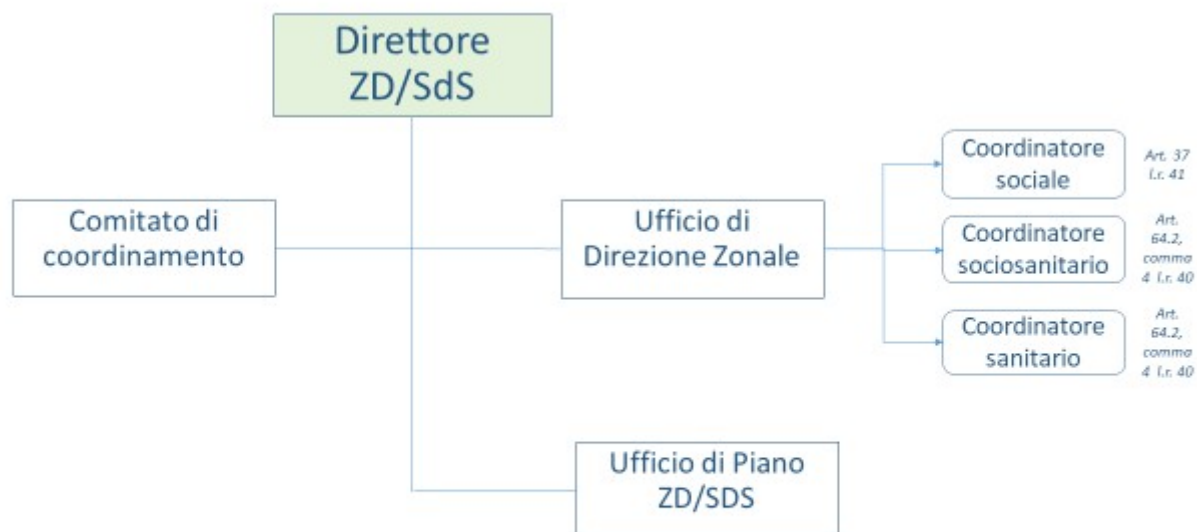 Direttore
ZD/SdS
Comitato di
coordinamento
Ufficio di
Direzione Zonale
Coordinatore
sociale
Art. 37
l.r. 41
Coordinatore
sociosanitario
Art.
64.2,
comma
4 l.r. 40
Coordinatore
sanitario
Art.
64.2,
comma
4 l.r. 40
Ufficio di Piano
ZD/SDS